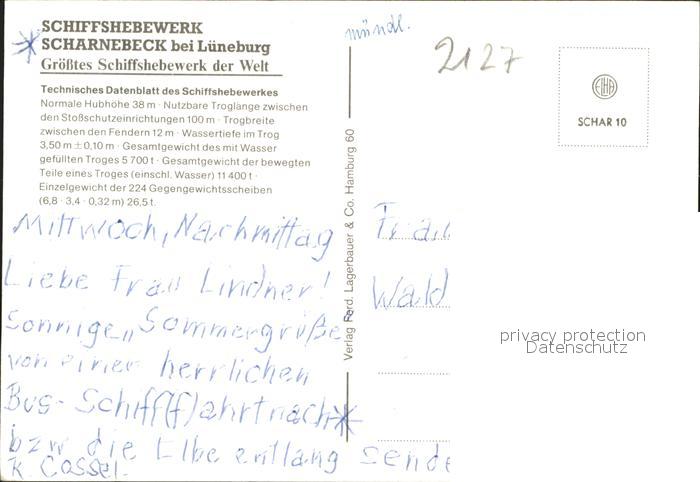 SCHIFFSHEBEWERK
SCHARNEBECK bei Lüneburg
Größtes Schiffshebewerk der Welt
Technisches Datenblatt des Schiffshebewerkes
Normale Hubhöhe 38 m · Nutzbare Troglänge zwischen
den Stoßschutzeinrichtungen 100 m · Trogbreite
zwischen den Fendern 12 m · Wassertiefe im Trog
3,50 m ± 0,10 m · Gesamtgewicht des mit Wasser
gefüllten Troges 5 700 t · Gesamtgewicht der bewegten
Teile eines Troges (einschl. Wasser) 11 400 t ·
Einzelgewicht der 224 Gegengewichtsscheiben
(6,8 · 3,4 · 0,32 m) 26,5 t.
Mittwoch, Nachmittag
Liebe Frau Lindner!
Sonnige „Sommergrüße
von einer herrlichen
Bus- Schiff(f)ahrt nach *
bzw die Elbe entlang sende
K. Cassel.
Verlag Ferd. Lagerbauer & Co. Hamburg 60
mündl.
2127
EIHA
SCHAR 10
Frau
Wald
privacy protection
Datenschutz